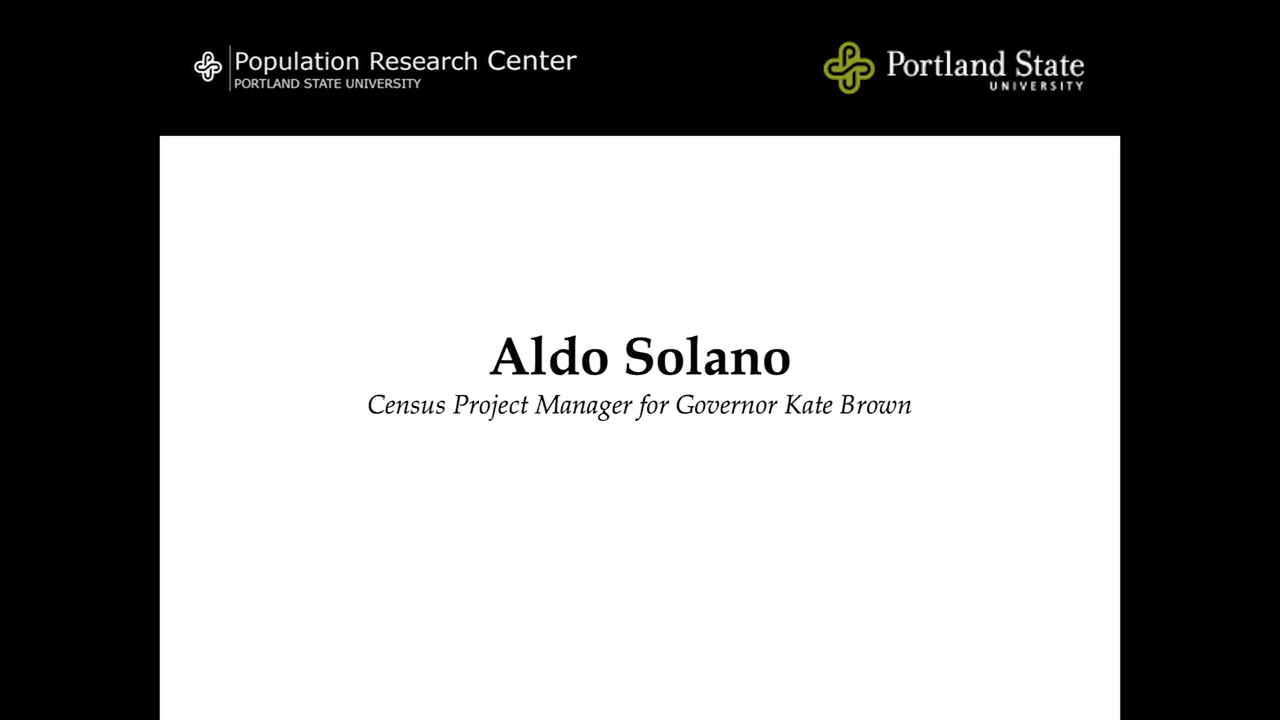 Population Research Center
PORTLAND STATE UNIVERSITY
Portland State
UNIVERSITY
Aldo Solano
Census Project Manager for Governor Kate Brown